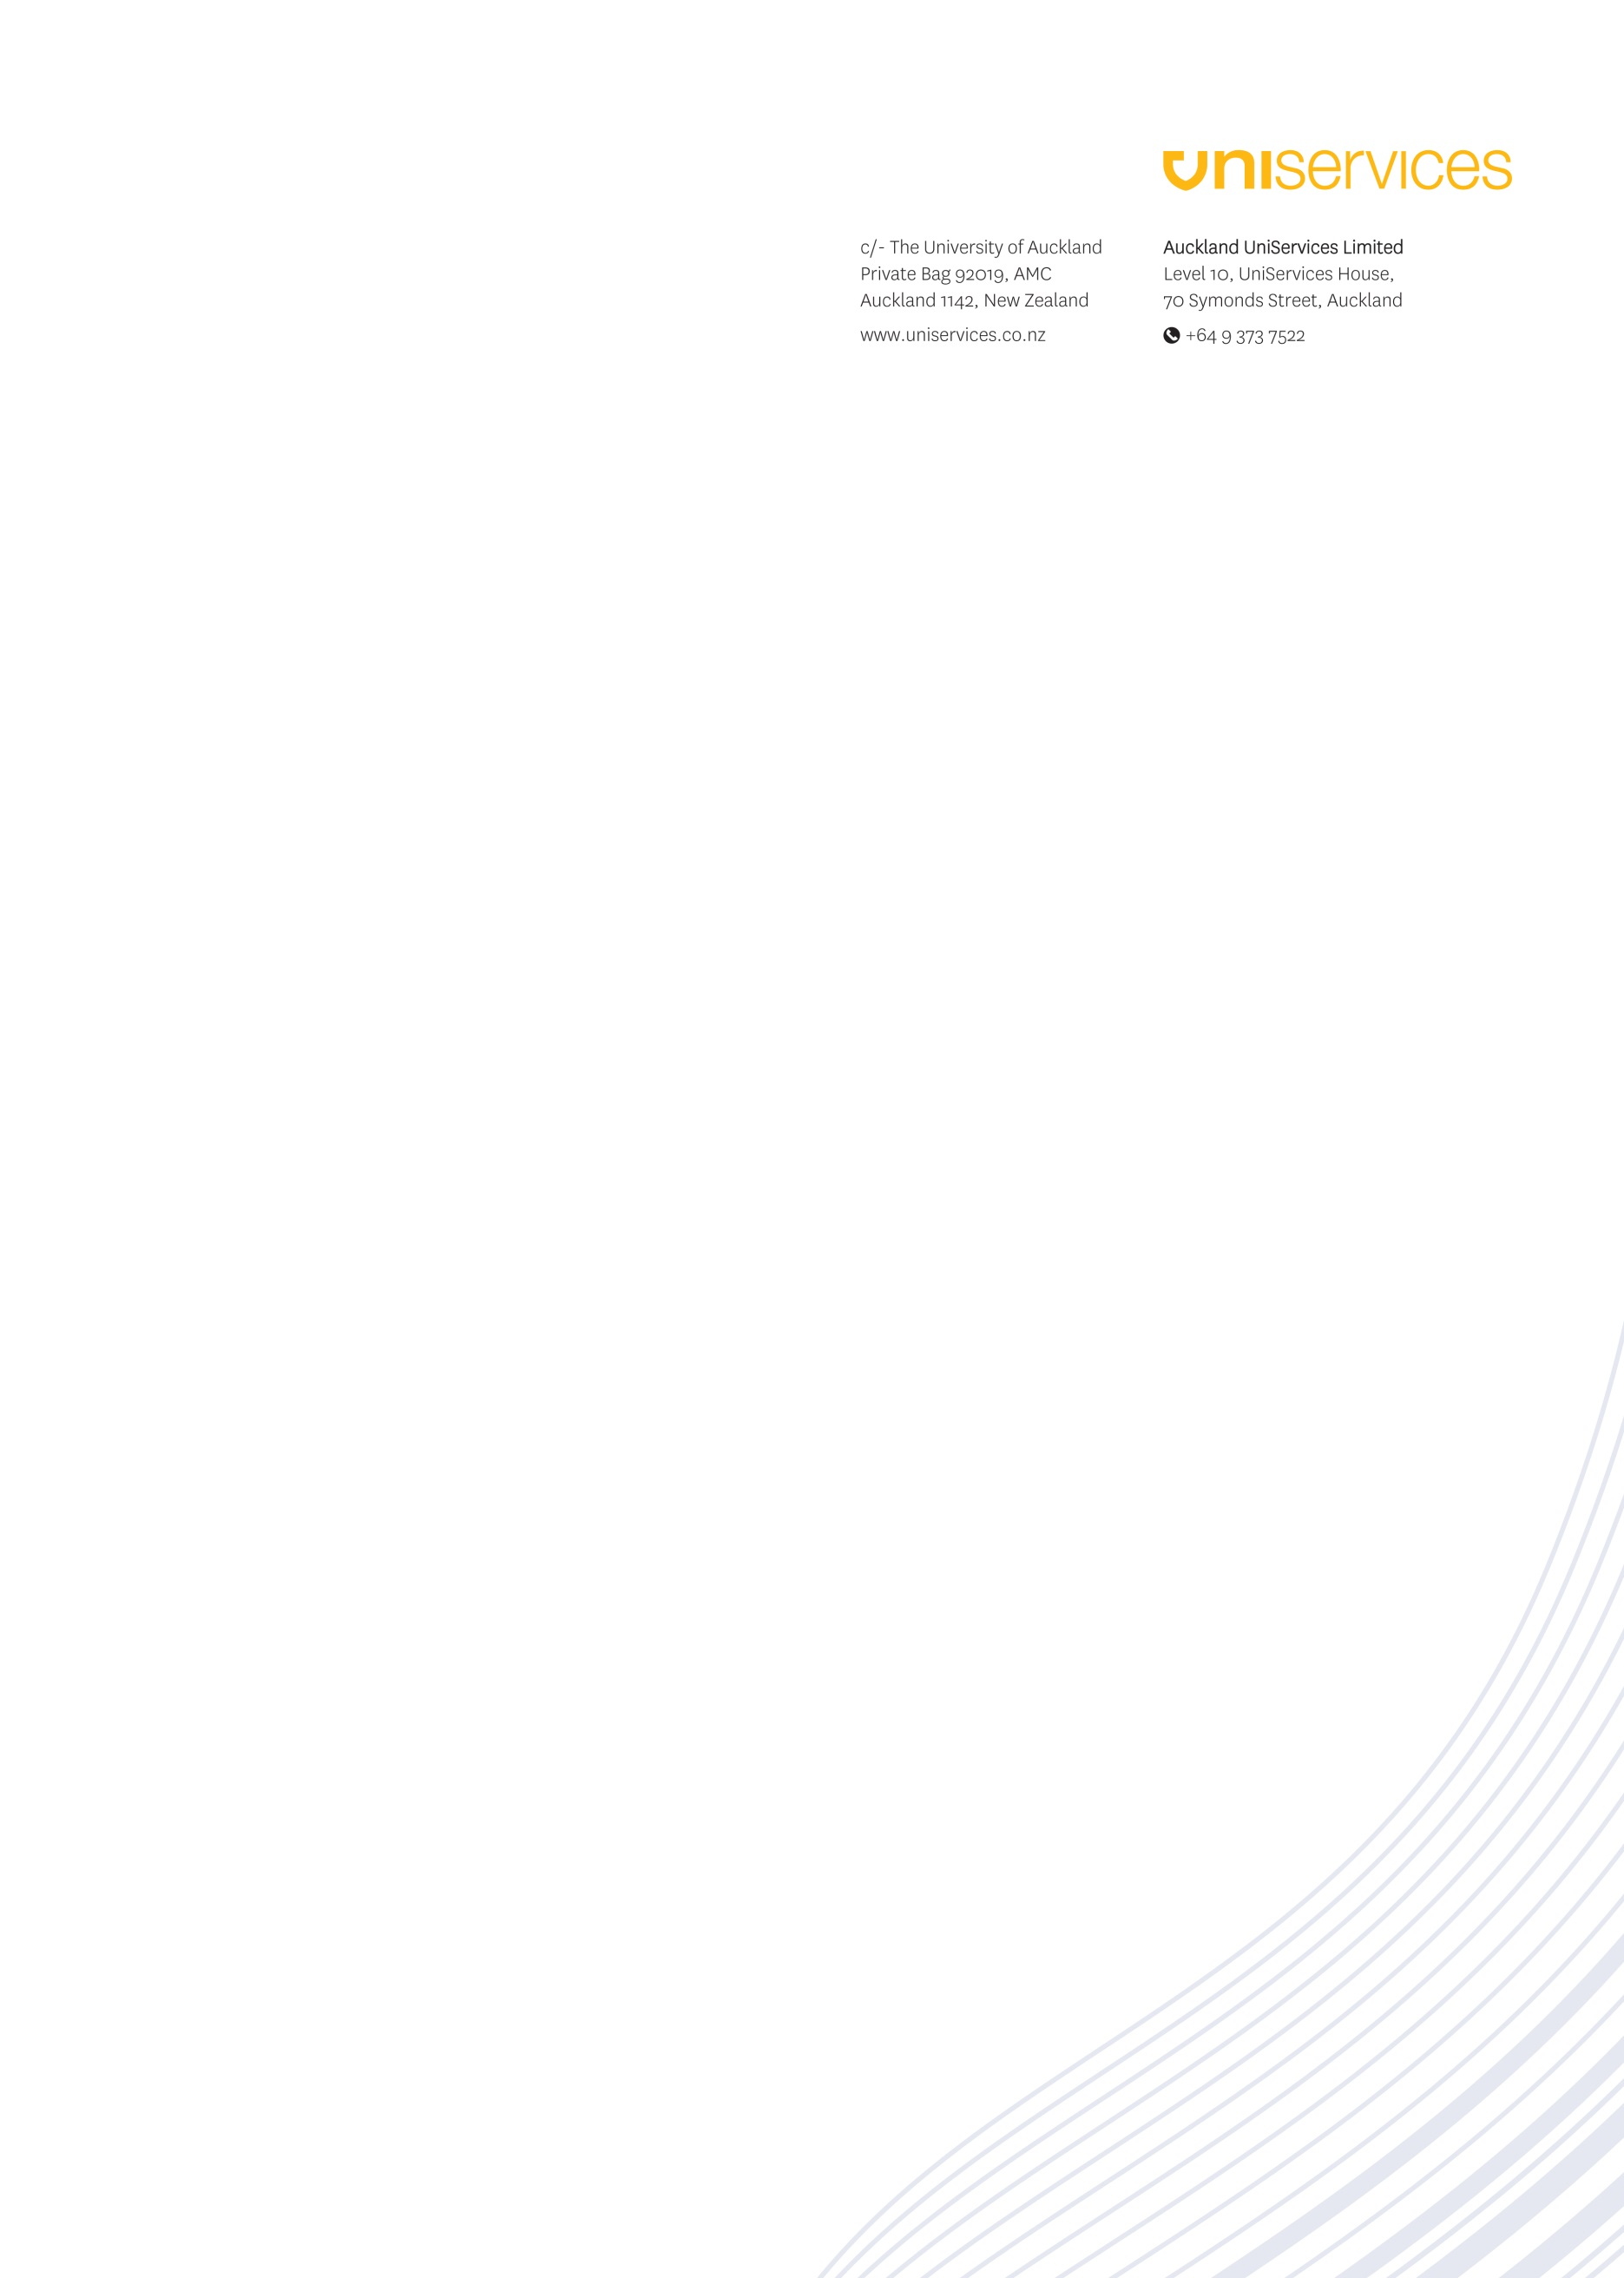 uniservices
c/- The University of Auckland
Private Bag 92019, AMC
Auckland 1142, New Zealand
www.uniservices.co.nz
Auckland UniServices Limited
Level 10, UniServices House,
70 Symonds Street, Auckland
+64 9 373 7522